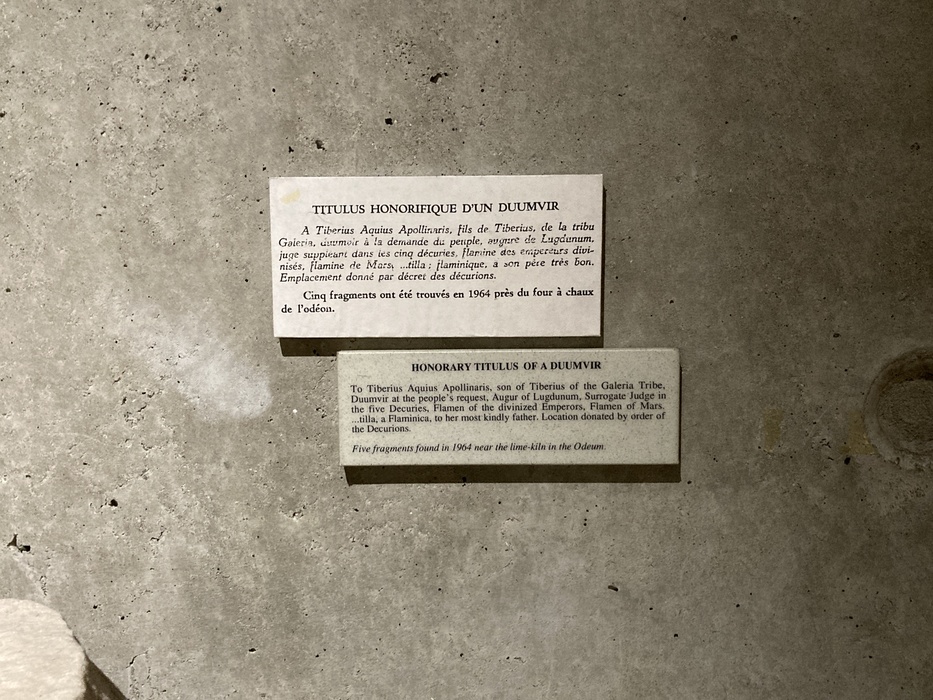 TITULUS HONORIFIQUE D'UN DUUMVIR
A Tiberius Aquius Apollinaris, fils de Tiberius, de la tribu
Galeria, duumvir à la demande du peuple, augure de Lugdunum,
juge suppléant dans les cinq décuries, flamine des empereurs divi-
nisés, flamine de Mars, ...tilla ; flaminique, a son père très bon.
Emplacement donné par décret des décurions.
Cinq fragments ont été trouvés en 1964 près du four à chaux
de l'odéon.
HONORARY TITULUS OF A DUUMVIR
To Tiberius Aquius Apollinaris, son of Tiberius of the Galeria Tribe,
Duumvir at the people's request, Augur of Lugdunum, Surrogate Judge in
the five Decuries, Flamen of the divinized Emperors, Flamen of Mars.
...tilla, a Flaminica, to her most kindly father. Location donated by order of
the Decurions.
Five fragments found in 1964 near the lime-kiln in the Odeum.